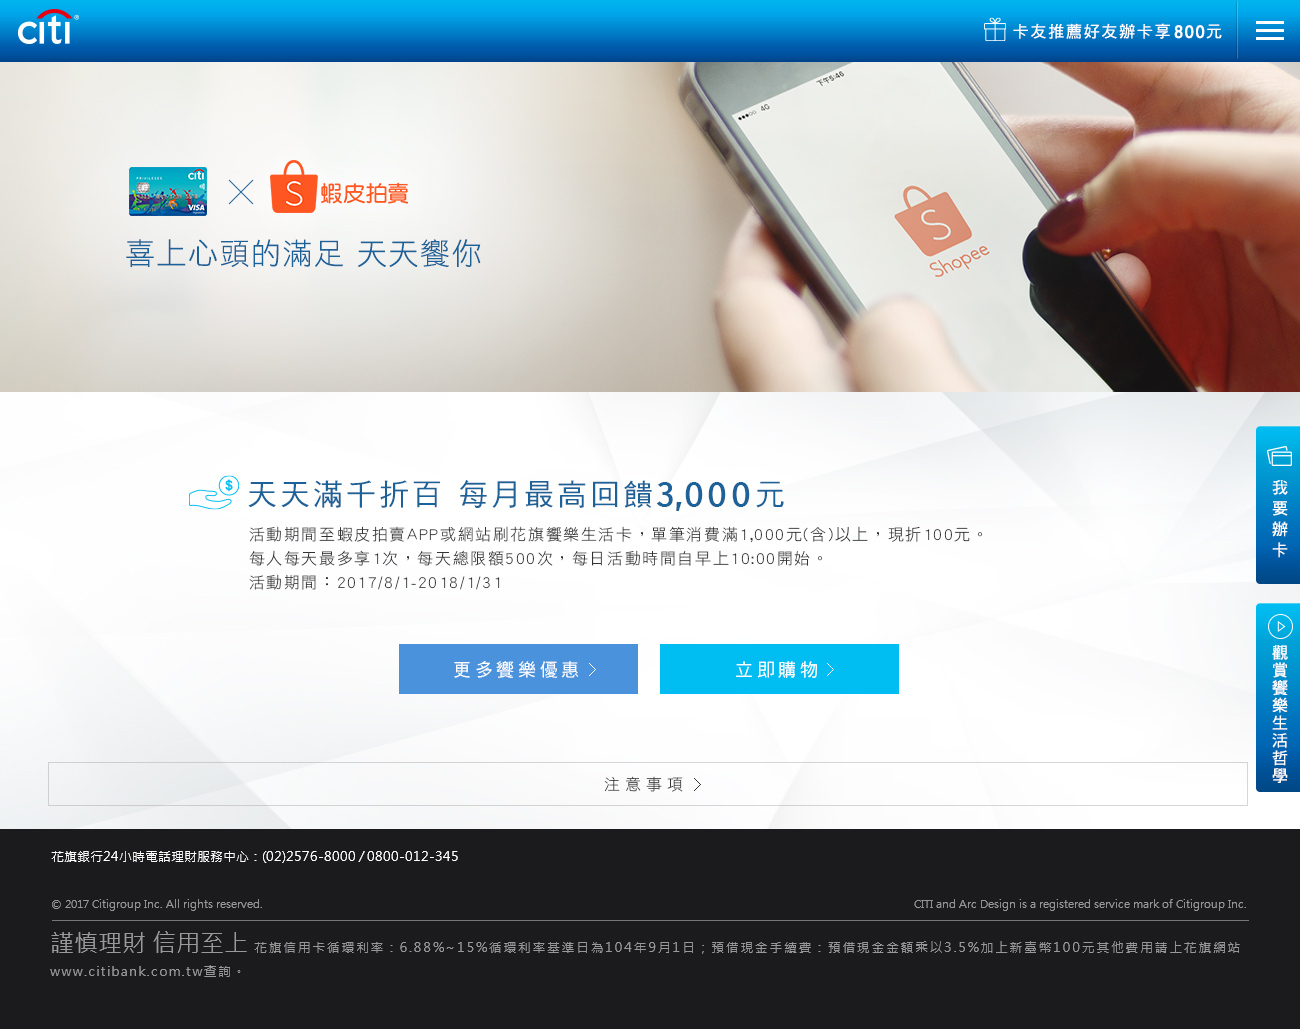 citi
卡友推薦好友辦卡享800元
下午5:46
4G
PRIVILEGES
citi
VISA
蝦皮拍賣
喜上心頭的滿足 天天饗你
Shopee
天天滿千折百 每月最高回饋3,000元
活動期間至蝦皮拍賣APP或網站刷花旗饗樂生活卡，單筆消費滿1,000元(含)以上，現折100元。
每人每天最多享1次，每天總限額500次，每日活動時間自早上10:00開始。
活動期間：2017/8/1-2018/1/31
我要辦卡
觀賞饗樂生活哲學
更多饗樂優惠
立即購物
注意事項
花旗銀行24小時電話理財服務中心：(02)2576-8000 / 0800-012-345
© 2017 Citigroup Inc. All rights reserved.
CITI and Arc Design is a registered service mark of Citigroup Inc.
謹慎理財 信用至上 花旗信用卡循環利率：6.88%~15%循環利率基準日為104年9月1日；預借現金手續費：預借現金金額乘以3.5%加上新臺幣100元其他費用請上花旗網站
www.citibank.com.tw查詢。